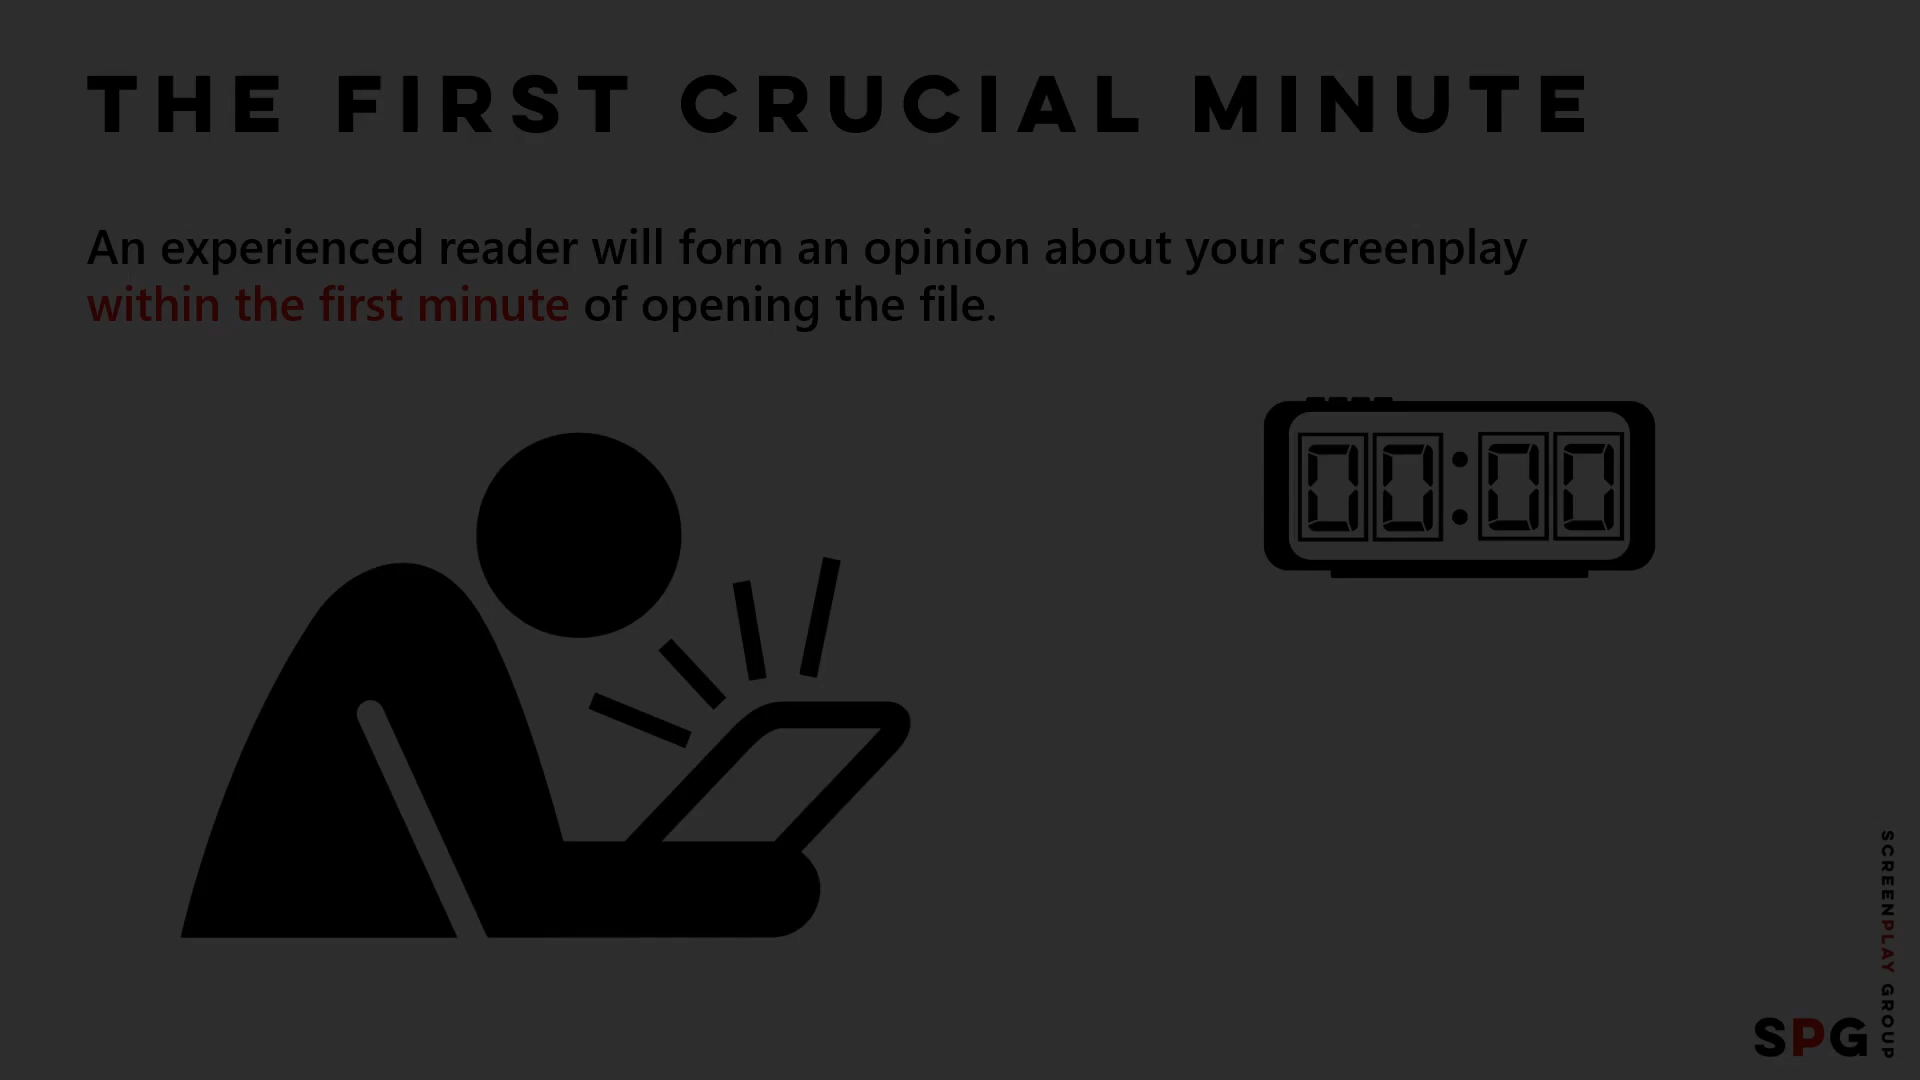 THE FIRST CRUCIAL MINUTE
An experienced reader will form an opinion about your screenplay
within the first minute of opening the file.
00:00
SCREENPLAY GROUP
SPG